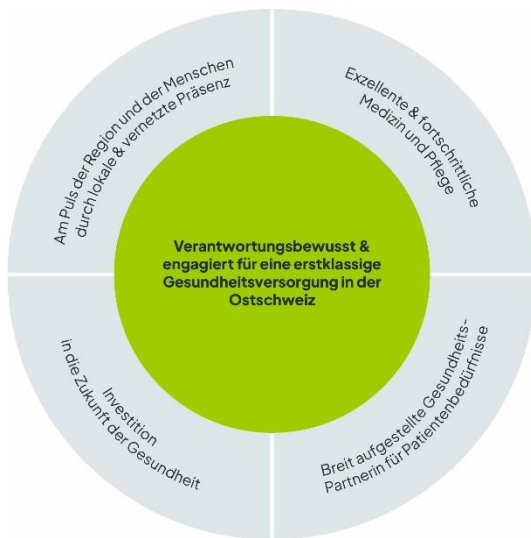 Am Puls der Region und der Menschen
durch lokale & vernetzte Präsenz
Exzellente & fortschrittliche
Medizin und Pflege
Verantwortungsbewusst &
engagiert für eine erstklassige
Gesundheitsversorgung in der
Ostschweiz
Investition
in die Zukunft der Gesundheit
Breit aufgestellte Gesundheits-
Partnerin für Patientenbedürfnisse